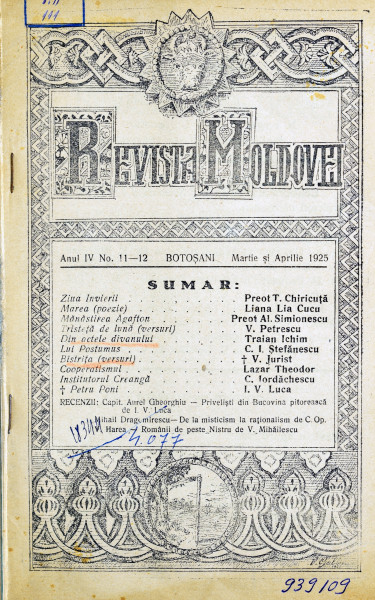 III
REVISTA MOLDOVEI
Anul IV No. 11—12 BOTOȘANI Martie și Aprilie 1925
SUMAR:
Ziua Invierii . . . . . . . Preot T. Chiricuță
Marea (poezie) . . . . . . . Liana Lia Cucu
Mănăstirea Agafton . . . . . . . Preot Al. Simionescu
Tristeță de lună (versuri) . . . . . . . V. Petrescu
Din actele divanului . . . . . . . Traian Ichim
Lui Postumus . . . . . . . C. I. Ștefănescu
Bistrița (versuri) . . . . . . . † V. Jurist
Cooperatismul . . . . . . . Lazar Theodor
Institutorul Creangă . . . . . . . C. Iordăchescu
† Petru Poni . . . . . . . I. V. Luca
RECENZII: Capit. Aurel Gheorghiu — Priveliști din Bucovina pitorească
de I. V. Luca
Mihail Dragomirescu—De la misticism la raționalism de C. Op.
Harea Românii de peste Nistru de V. Mihăilescu
4.077
939109